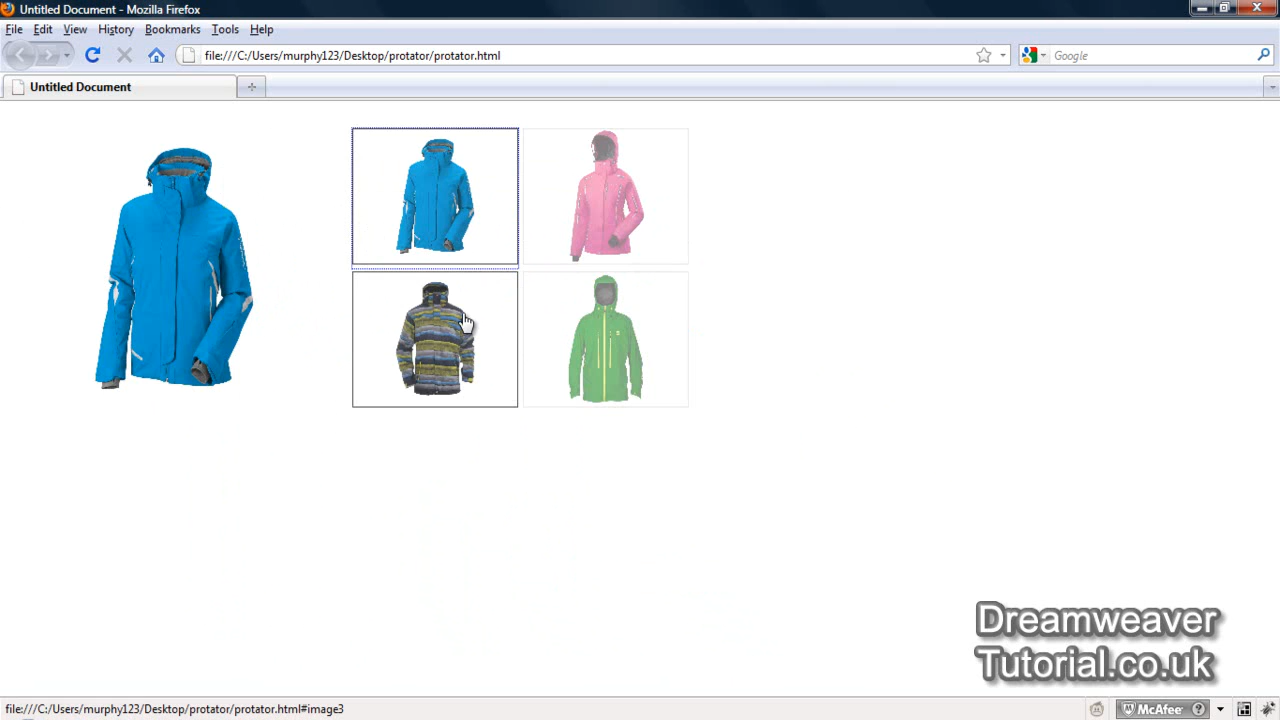 Untitled Document - Mozilla Firefox
File Edit View History Bookmarks Tools Help
file:///C:/Users/murphy123/Desktop/protator/protator.html
Google
Untitled Document
Dreamweaver
Tutorial.co.uk
file:///C:/Users/murphy123/Desktop/protator/protator.html#image3
McAfee